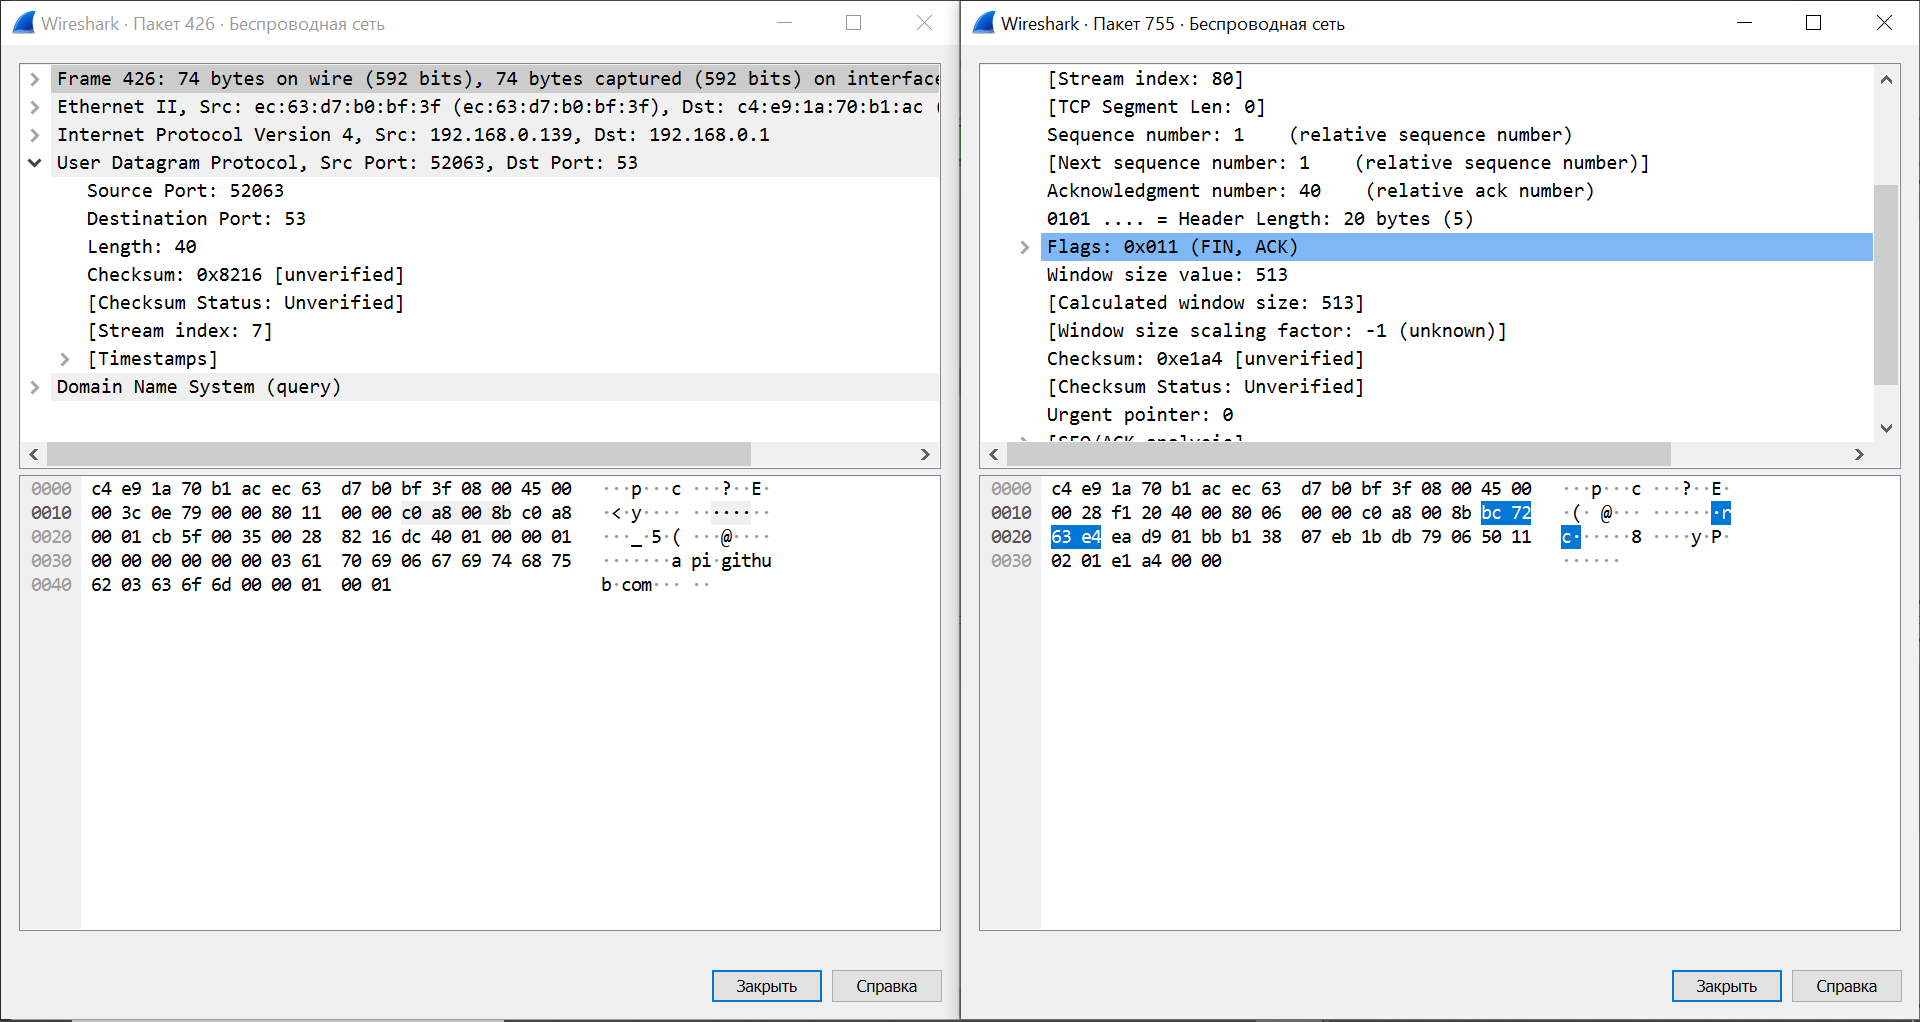 Wireshark · Пакет 426 · Беспроводная сеть
Frame 426: 74 bytes on wire (592 bits), 74 bytes captured (592 bits) on interface
Ethernet II, Src: ec:63:d7:b0:bf:3f (ec:63:d7:b0:bf:3f), Dst: c4:e9:1a:70:b1:ac (
Internet Protocol Version 4, Src: 192.168.0.139, Dst: 192.168.0.1
User Datagram Protocol, Src Port: 52063, Dst Port: 53
Source Port: 52063
Destination Port: 53
Length: 40
Checksum: 0x8216 [unverified]
[Checksum Status: Unverified]
[Stream index: 7]
[Timestamps]
Domain Name System (query)
0000 c4 e9 1a 70 b1 ac ec 63 d7 b0 bf 3f 08 00 45 00 ···p···c ···?··E·
0010 00 3c 0e 79 00 00 80 11 00 00 c0 a8 00 8b c0 a8 ·<·y···· ········
0020 00 01 cb 5f 00 35 00 28 82 16 dc 40 01 00 00 01 ···_·5·( ···@····
0030 00 00 00 00 00 00 03 61 70 69 06 67 69 74 68 75 ·······a pi·githu
0040 62 03 63 6f 6d 00 00 01 00 01 b·com··· ··
Закрыть
Справка
Wireshark · Пакет 755 · Беспроводная сеть
[Stream index: 80]
[TCP Segment Len: 0]
Sequence number: 1 (relative sequence number)
[Next sequence number: 1 (relative sequence number)]
Acknowledgment number: 40 (relative ack number)
0101 .... = Header Length: 20 bytes (5)
Flags: 0x011 (FIN, ACK)
Window size value: 513
[Calculated window size: 513]
[Window size scaling factor: -1 (unknown)]
Checksum: 0xe1a4 [unverified]
[Checksum Status: Unverified]
Urgent pointer: 0
[SEQ/ACK analysis]
0000 c4 e9 1a 70 b1 ac ec 63 d7 b0 bf 3f 08 00 45 00 ···p···c ···?··E·
0010 00 28 f1 20 40 00 80 06 00 00 c0 a8 00 8b bc 72 ·(· @··· ·······r
0020 63 e4 ea d9 01 bb b1 38 07 eb 1b db 79 06 50 11 c······8 ····y·P·
0030 02 01 e1 a4 00 00 ······
Закрыть
Справка